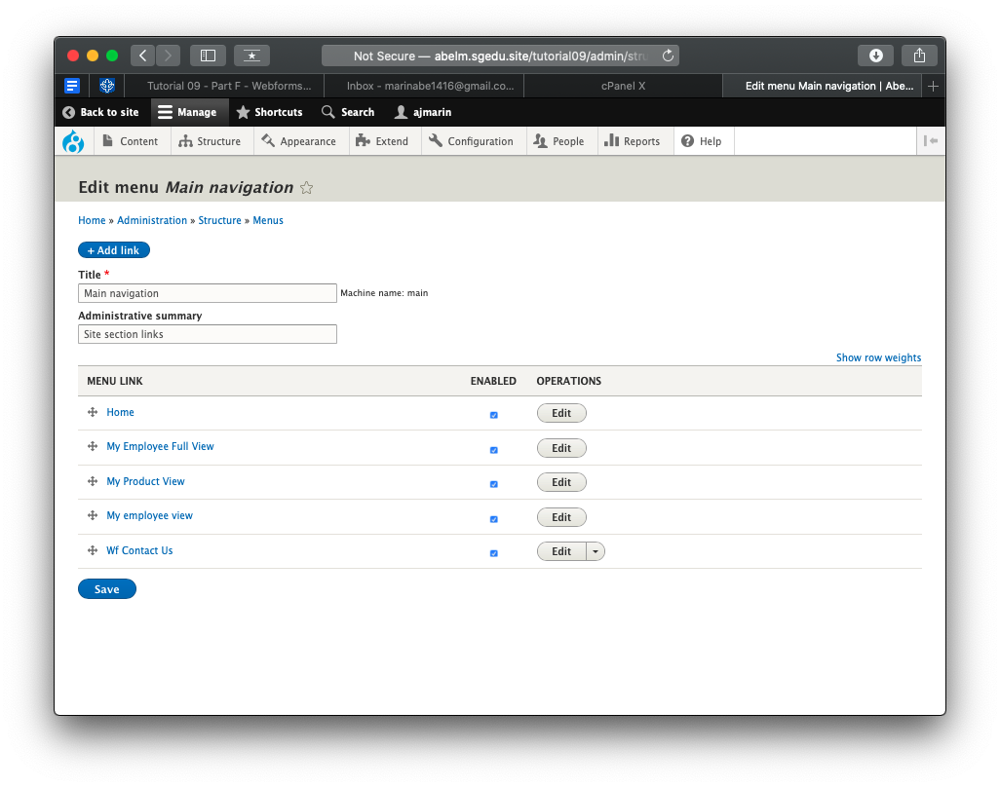 Not Secure — abelm.sgedu.site/tutorial09/admin/stru
Tutorial 09 - Part F - Webforms... Inbox - marinabe1416@gmail.co... cPanel X Edit menu Main navigation | Abe...
Back to site Manage Shortcuts Search ajmarin
Content Structure Appearance Extend Configuration People Reports Help
Edit menu Main navigation
Home » Administration » Structure » Menus
+ Add link
Title *
Main navigation Machine name: main
Administrative summary
Site section links
Show row weights
MENU LINK ENABLED OPERATIONS
Home Edit
My Employee Full View Edit
My Product View Edit
My employee view Edit
Wf Contact Us Edit
Save